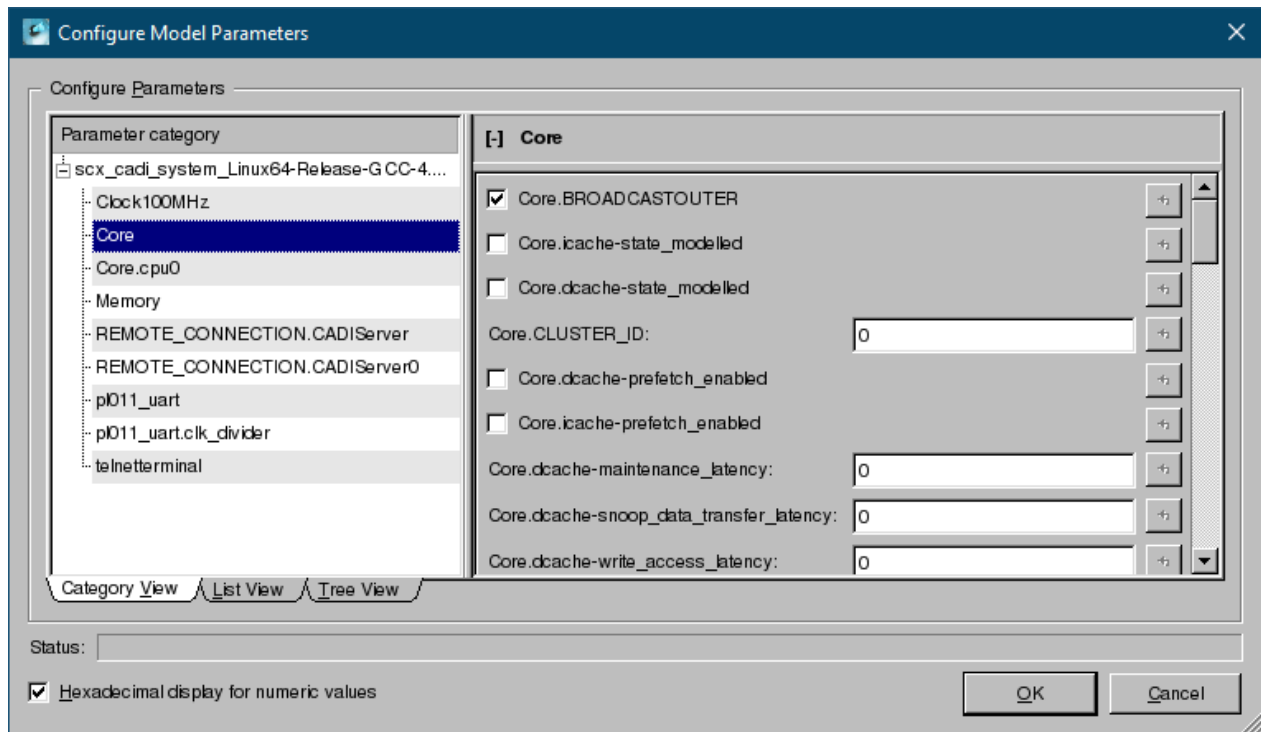 Configure Model Parameters
Configure Parameters
Parameter category
scx_cadi_system_Linux64-Release-GCC-4....
Clock100MHz
Core
Core.cpu0
Memory
REMOTE_CONNECTION.CADIServer
REMOTE_CONNECTION.CADIServer0
pl011_uart
pl011_uart.clk_divider
telnetterminal
[-] Core
Core.BROADCASTOUTER
Core.icache-state_modelled
Core.dcache-state_modelled
Core.CLUSTER_ID: 0
Core.dcache-prefetch_enabled
Core.icache-prefetch_enabled
Core.dcache-maintenance_latency: 0
Core.dcache-snoop_data_transfer_latency: 0
Core.dcache-write_access_latency: 0
Category View List View Tree View
Status:
Hexadecimal display for numeric values
OK Cancel